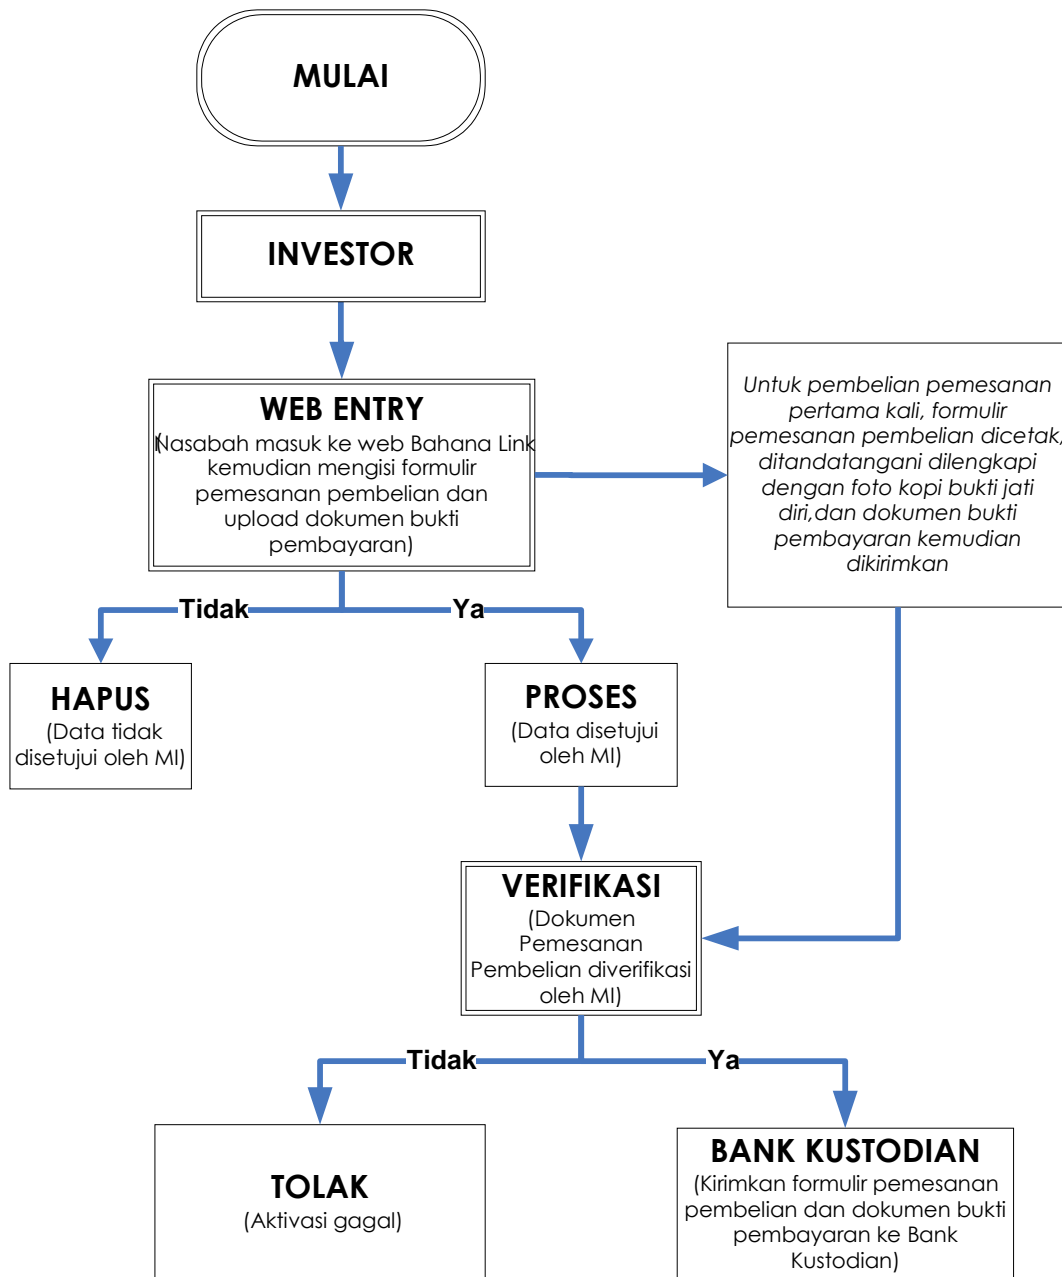 MULAI
INVESTOR
WEB ENTRY
(Nasabah masuk ke web Bahana Link
kemudian mengisi formulir
pemesanan pembelian dan
upload dokumen bukti
pembayaran)
Untuk pembelian pemesanan
pertama kali, formulir
pemesanan pembelian dicetak,
ditandatangani dilengkapi
dengan foto kopi bukti jati
diri,dan dokumen bukti
pembayaran kemudian
dikirimkan
Tidak
Ya
HAPUS
(Data tidak
disetujui oleh MI)
PROSES
(Data disetujui
oleh MI)
VERIFIKASI
(Dokumen
Pemesanan
Pembelian diverifikasi
oleh MI)
Tidak
Ya
TOLAK
(Aktivasi gagal)
BANK KUSTODIAN
(Kirimkan formulir pemesanan
pembelian dan dokumen bukti
pembayaran ke Bank
Kustodian)